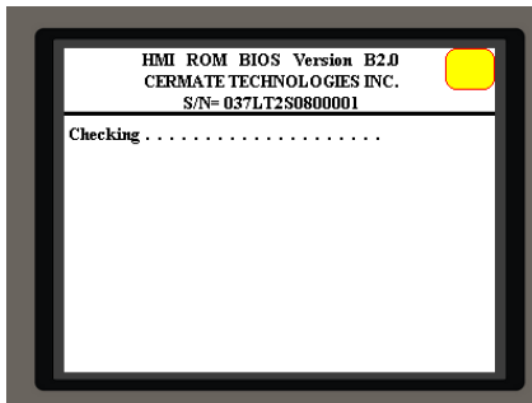 HMI ROM BIOS Version B2.0
CERMATE TECHNOLOGIES INC.
S/N= 037LT2S0800001
Checking . . . . . . . . . . . . . . . . . . . .